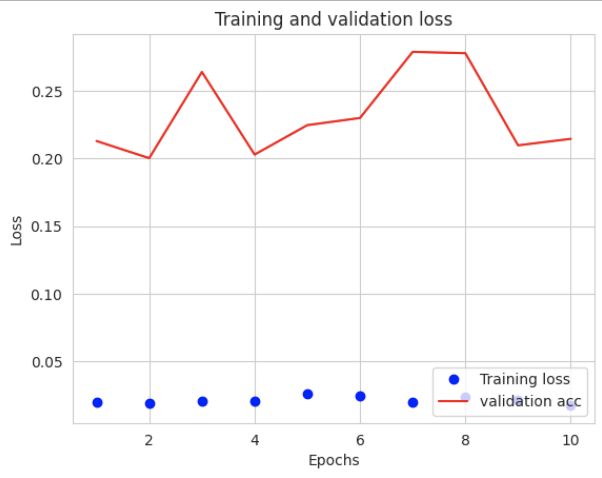 Training and validation loss
0.25
0.20
0.15
0.10
0.05
Loss
Training loss
validation acc
2
4
6
8
10
Epochs